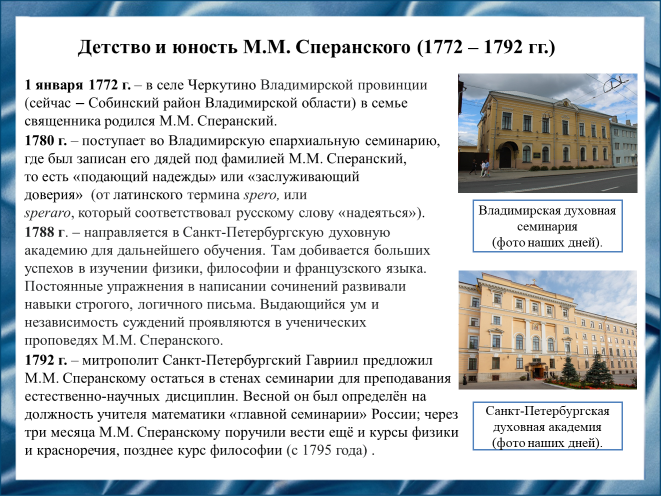 Детство и юность М.М. Сперанского (1772 – 1792 гг.)
1 января 1772 г. – в селе Черкутино Владимирской провинции
(сейчас – Собинский район Владимирской области) в семье
священника родился М.М. Сперанский.
1780 г. – поступает во Владимирскую епархиальную семинарию,
где был записан его дядей под фамилией М.М. Сперанский,
то есть «подающий надежды» или «заслуживающий
доверия»  (от латинского термина spero, или
speraro, который соответствовал русскому слову «надеяться»).
1788 г. – направляется в Санкт-Петербургскую духовную
академию для дальнейшего обучения. Там добивается больших
успехов в изучении физики, философии и французского языка.
Постоянные упражнения в написании сочинений развивали
навыки строгого, логичного письма. Выдающийся ум и
независимость суждений проявляются в ученических
проповедях М.М. Сперанского.
1792 г. – митрополит Санкт-Петербургский Гавриил предложил
М.М. Сперанскому остаться в стенах семинарии для преподавания
естественно-научных дисциплин. Весной он был определён на
должность учителя математики «главной семинарии» России; через
три месяца М.М. Сперанскому поручили вести ещё и курсы физики
и красноречия, позднее курс философии (с 1795 года) .
Владимирская духовная
семинария
(фото наших дней).
Санкт-Петербургская
духовная академия
(фото наших дней).